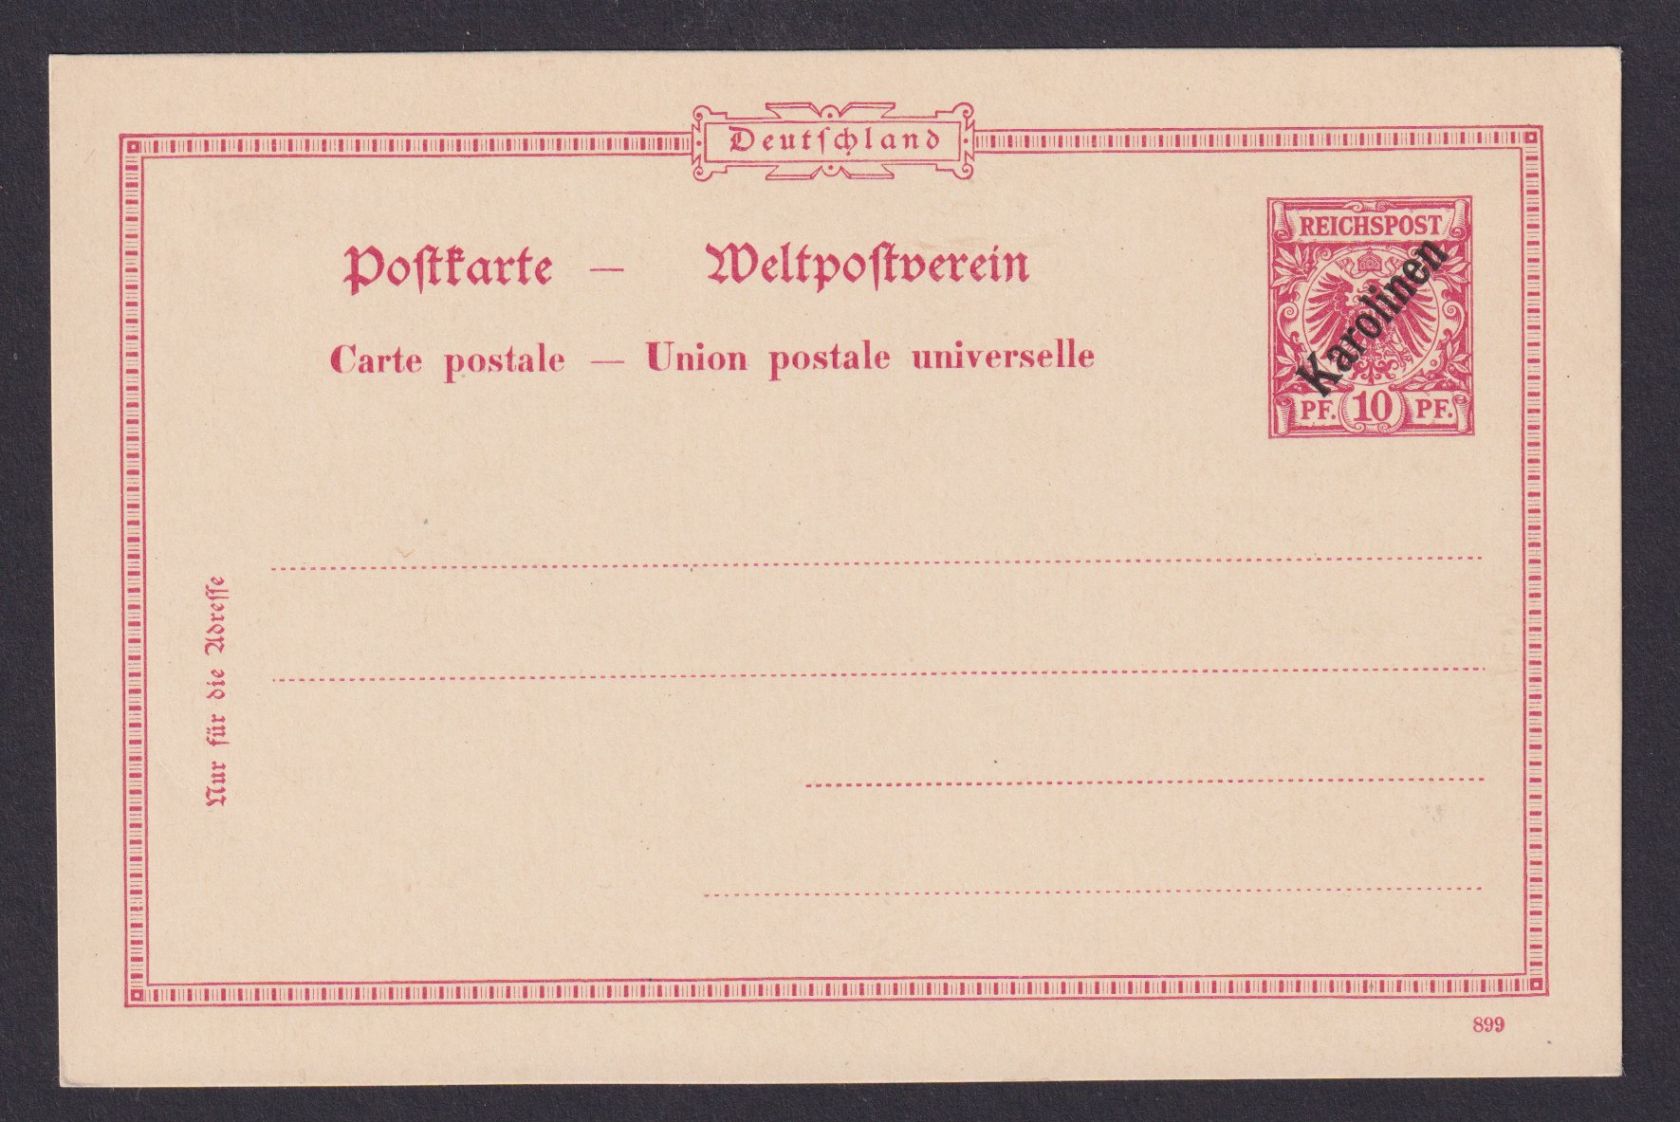 Deutschland
REICHSPOST
Karolinen
PF. 10 PF.
Postkarte — Weltpostverein
Carte postale — Union postale universelle
Nur für die Adresse
899